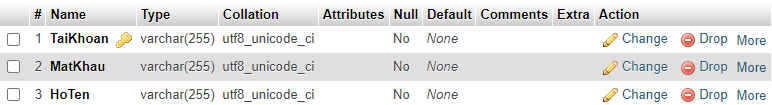 # Name Type Collation Attributes Null Default Comments Extra Action
1 TaiKhoan varchar(255) utf8_unicode_ci No None Change Drop More
2 MatKhau varchar(255) utf8_unicode_ci No None Change Drop More
3 HoTen varchar(255) utf8_unicode_ci No None Change Drop More